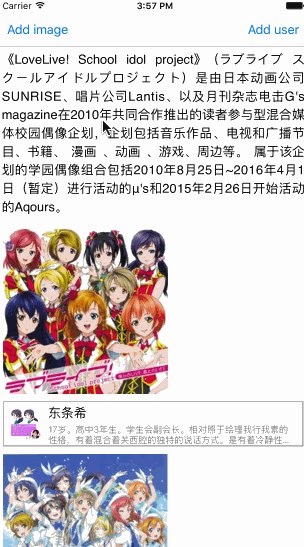 Carrier 3:57 PM
Add image Add user
《LoveLive! School idol project》(ラブライブ ス
クールアイドルプロジェクト）是由日本动画公司
SUNRISE、唱片公司Lantis、以及月刊杂志电击G's
magazine在2010年共同合作推出的读者参与型混合媒
体校园偶像企划，企划包括音乐作品、电视和广播节
目、书籍、 漫画 、动画 、游戏、周边等。 属于该企
划的学园偶像组合包括2010年8月25日~2016年4月1
日（暂定）进行活动的μ's和2015年2月26日开始活动
的Aqours。
ラブライブ!
School idol project
东条希
17岁。高中3年生。学生会副会长。相对照于绘理我行我素的
性格，有着混合着关西腔的独特的说话方式。是有着冷静性...